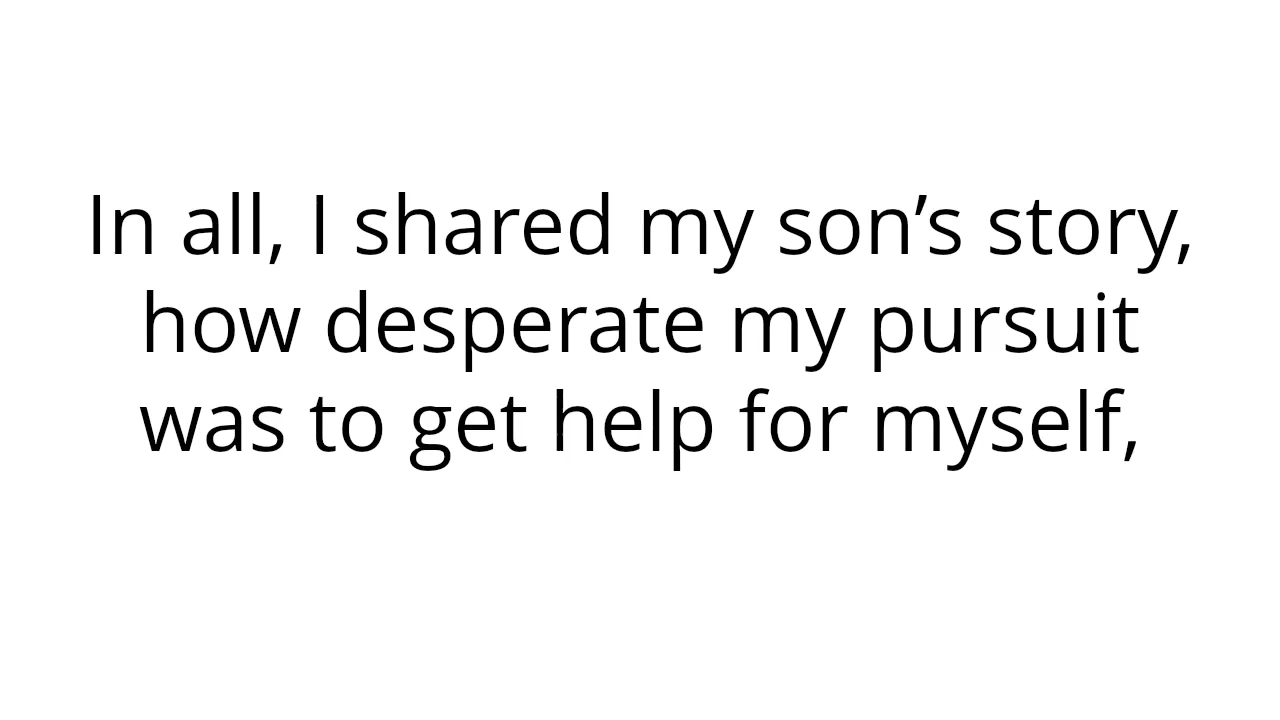 In all, I shared my son’s story,
how desperate my pursuit
was to get help for myself,